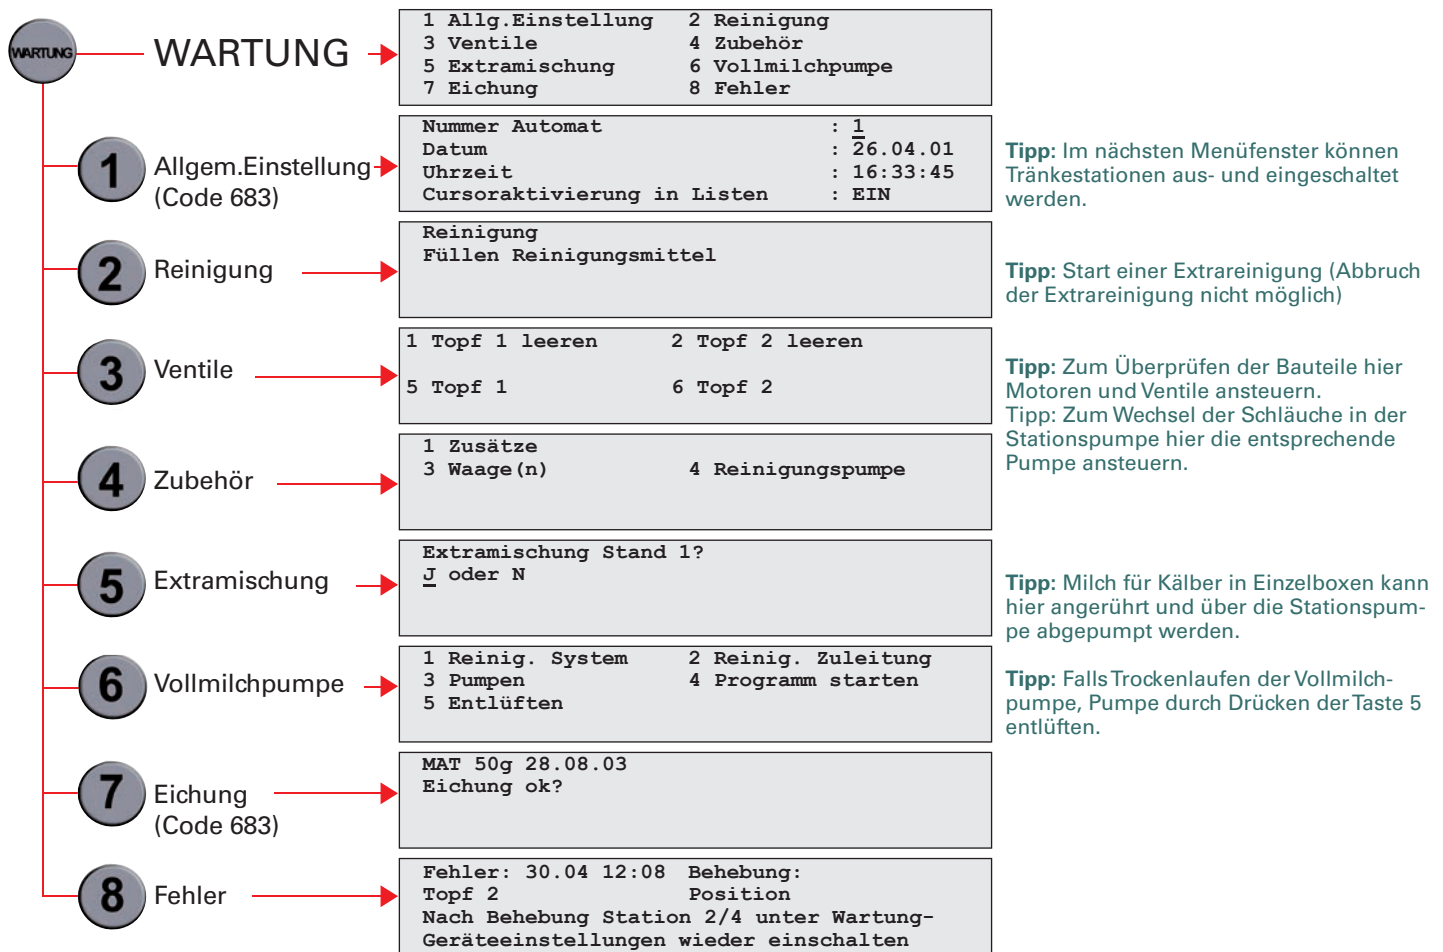 WARTUNG
WARTUNG
1 Allg.Einstellung 2 Reinigung
3 Ventile 4 Zubehör
5 Extramischung 6 Vollmilchpumpe
7 Eichung 8 Fehler
1
Allgem.Einstellung
(Code 683)
Nummer Automat : 1
Datum : 26.04.01
Uhrzeit : 16:33:45
Cursoraktivierung in Listen : EIN
Tipp: Im nächsten Menüfenster können
Tränkestationen aus- und eingeschaltet
werden.
2
Reinigung
Reinigung
Füllen Reinigungsmittel
Tipp: Start einer Extrareinigung (Abbruch
der Extrareinigung nicht möglich)
3
Ventile
1 Topf 1 leeren 2 Topf 2 leeren
5 Topf 1 6 Topf 2
Tipp: Zum Überprüfen der Bauteile hier
Motoren und Ventile ansteuern.
Tipp: Zum Wechsel der Schläuche in der
Stationspumpe hier die entsprechende
Pumpe ansteuern.
4
Zubehör
1 Zusätze
3 Waage(n) 4 Reinigungspumpe
5
Extramischung
Extramischung Stand 1?
J oder N
Tipp: Milch für Kälber in Einzelboxen kann
hier angerührt und über die Stationspum-
pe abgepumpt werden.
6
Vollmilchpumpe
1 Reinig. System 2 Reinig. Zuleitung
3 Pumpen 4 Programm starten
5 Entlüften
Tipp: Falls Trockenlaufen der Vollmilch-
pumpe, Pumpe durch Drücken der Taste 5
entlüften.
7
Eichung
(Code 683)
MAT 50g 28.08.03
Eichung ok?
8
Fehler
Fehler: 30.04 12:08 Behebung:
Topf 2 Position
Nach Behebung Station 2/4 unter Wartung-
Geräteeinstellungen wieder einschalten